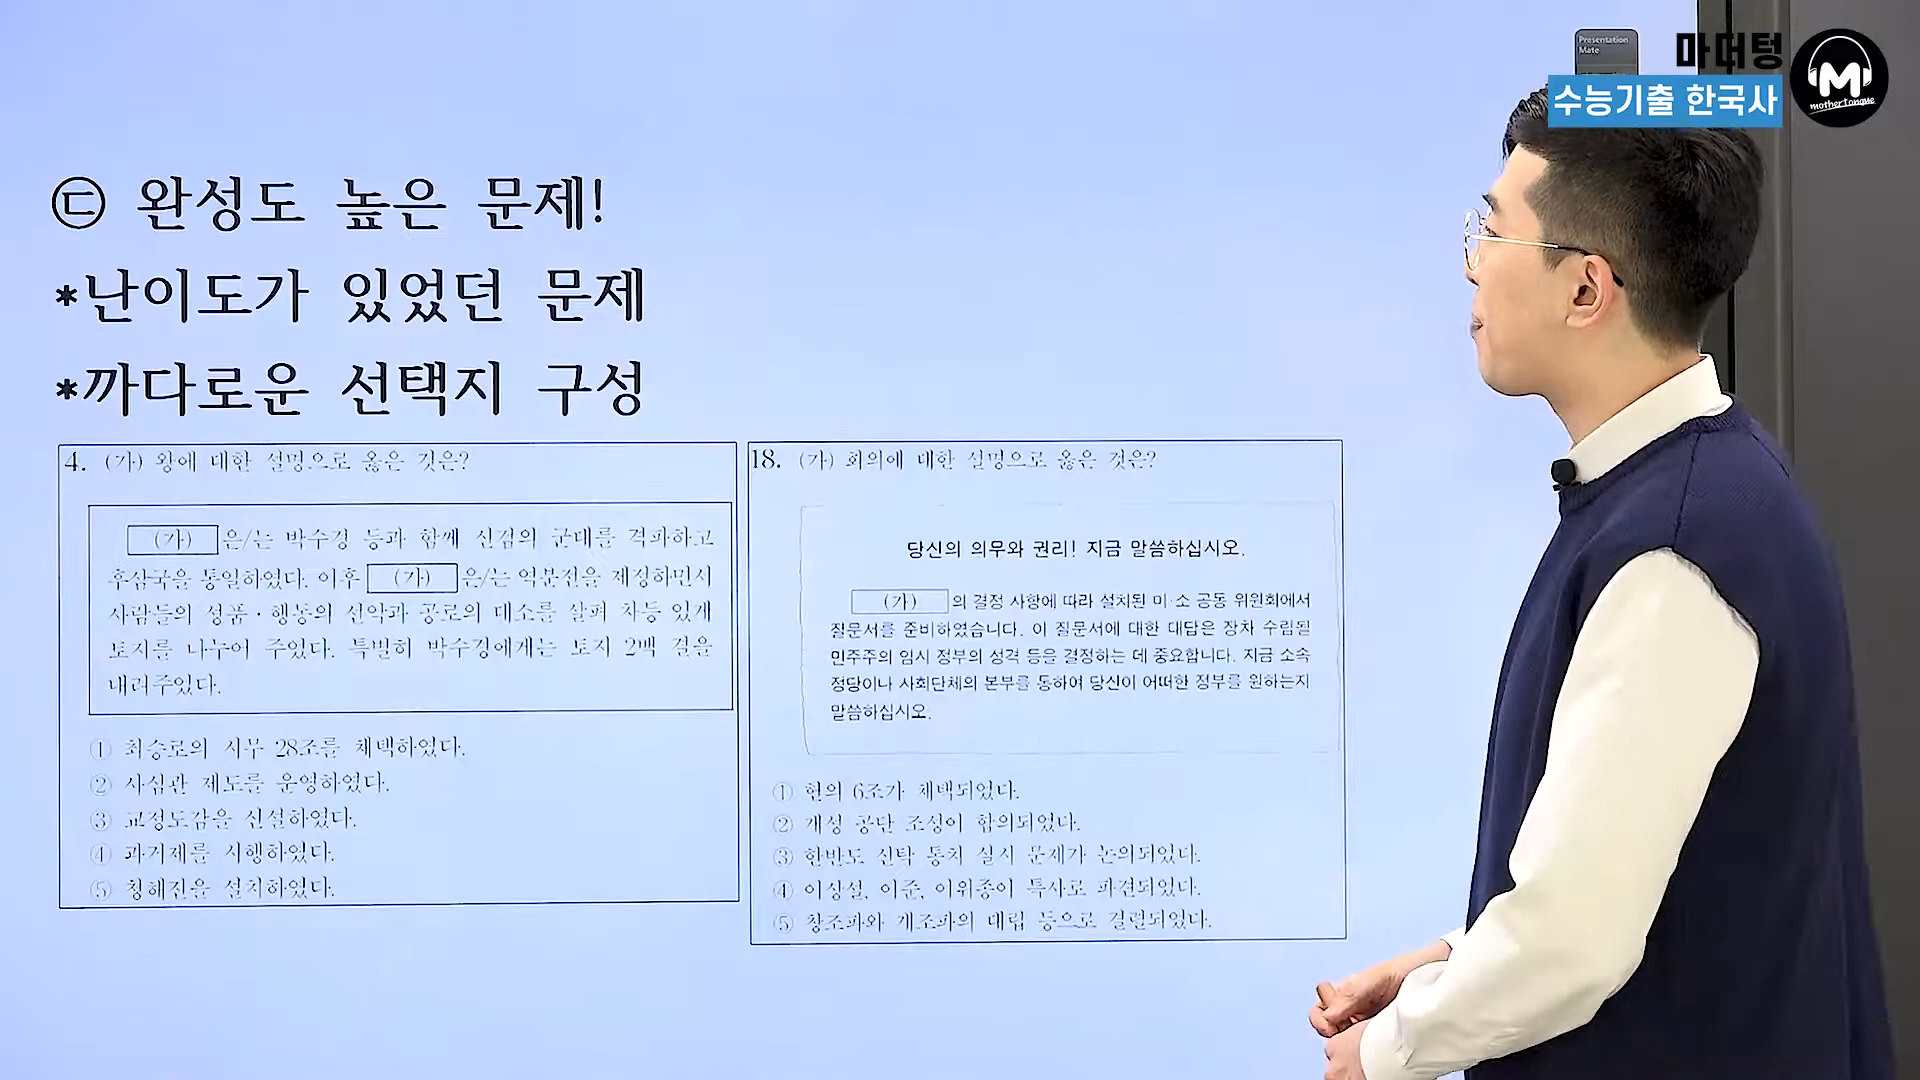 Presentation
Mate
마더텅
수능기출 한국사
M
mothertongue
㉢ 완성도 높은 문제!
*난이도가 있었던 문제
*까다로운 선택지 구성
4. (가) 왕에 대한 설명으로 옳은 것은?
(가) 은/는 박수경 등과 함께 신검의 군대를 격파하고
후삼국을 통일하였다. 이후 (가) 은/는 역분전을 제정하면서
사람들의 성품·행동의 선악과 공로의 대소를 살펴 차등 있게
토지를 나누어 주었다. 특별히 박수경에게는 토지 2백 결을
내려주었다.
① 최승로의 시무 28조를 채택하였다.
② 사심관 제도를 운영하였다.
③ 교정도감을 신설하였다.
④ 과거제를 시행하였다.
⑤ 청해진을 설치하였다.
18. (가) 회의에 대한 설명으로 옳은 것은?
당신의 의무와 권리! 지금 말씀하십시오.
(가) 의 결정 사항에 따라 설치된 미·소 공동 위원회에서
질문서를 준비하였습니다. 이 질문서에 대한 대답은 장차 수립될
민주주의 임시 정부의 성격 등을 결정하는 데 중요합니다. 지금 소속
정당이나 사회단체의 본부를 통하여 당신이 어떠한 정부를 원하는지
말씀하십시오.
① 헌의 6조가 채택되었다.
② 개성 공단 조성이 합의되었다.
③ 한반도 신탁 통치 실시 문제가 논의되었다.
④ 이상설, 이준, 이위종이 특사로 파견되었다.
⑤ 창조파와 개조파의 대립 등으로 결렬되었다.